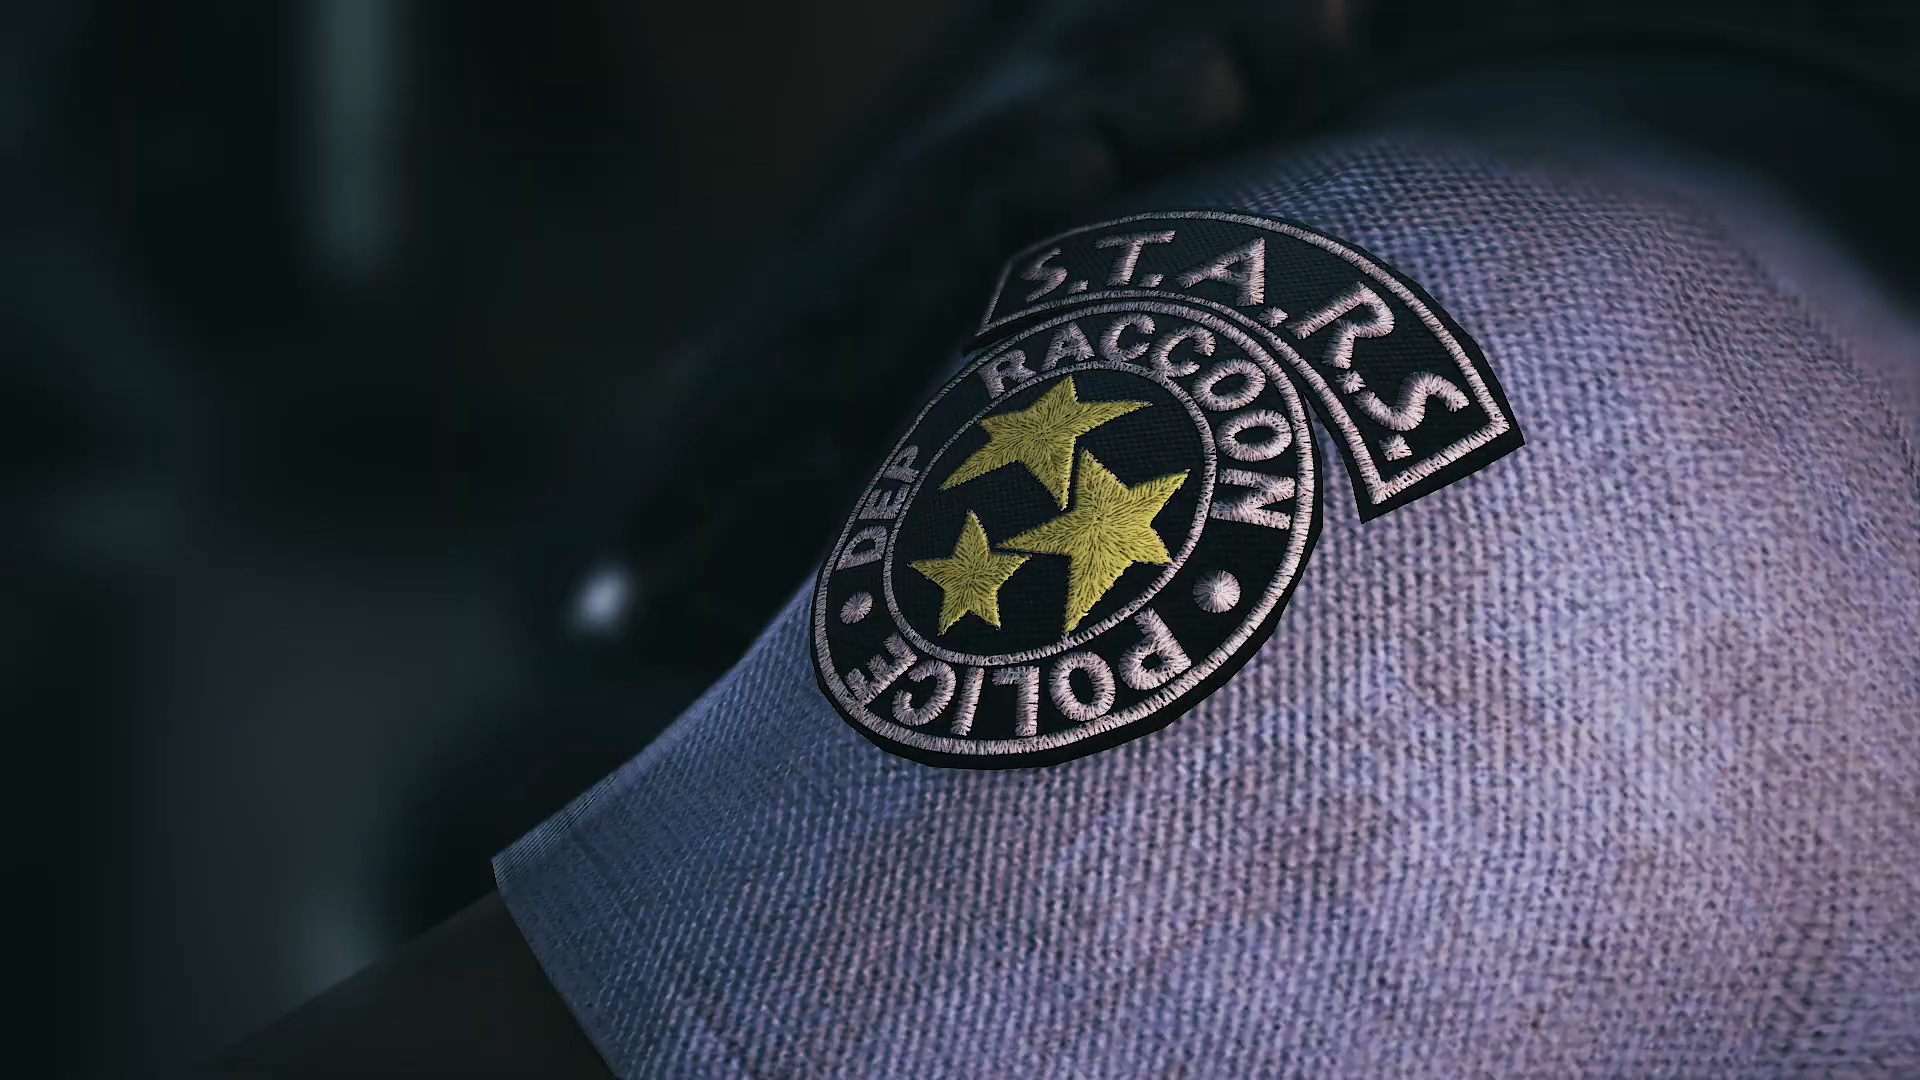 S.T.A.R.S.
RACCOON
• POLICE •
DEP